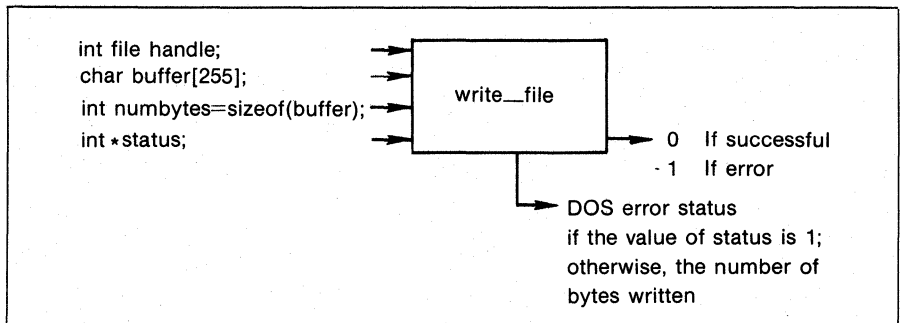 int file handle;
char buffer[255];
int numbytes=sizeof(buffer);
int *status;
write__file
0 If successful
- 1 If error
DOS error status
if the value of status is 1;
otherwise, the number of
bytes written